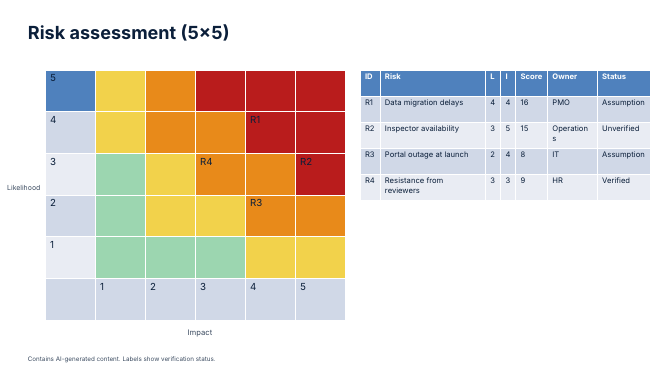 Risk assessment (5×5)
5
4 R1
3 R4 R2
Likelihood
2 R3
1
1 2 3 4 5
Impact
ID Risk L I Score Owner Status
R1 Data migration delays 4 4 16 PMO Assumption
R2 Inspector availability 3 5 15 Operation
s Unverified
R3 Portal outage at launch 2 4 8 IT Assumption
R4 Resistance from
reviewers 3 3 9 HR Verified
Contains AI-generated content. Labels show verification status.